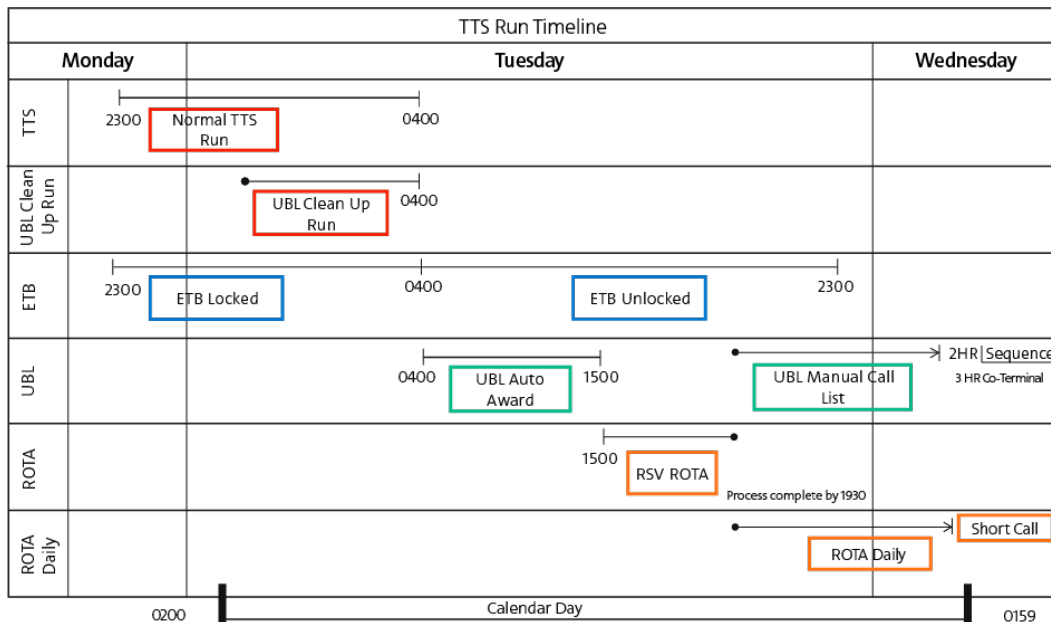 TTS Run Timeline
Monday
Tuesday
Wednesday
TTS
2300
Normal TTS
Run
0400
UBL Clean
Up Run
UBL Clean Up
Run
0400
ETB
2300
ETB Locked
0400
ETB Unlocked
2300
UBL
0400
UBL Auto
Award
1500
UBL Manual Call
List
2HR Sequence
3 HR Co-Terminal
ROTA
1500
RSV ROTA
Process complete by 1930
ROTA
Daily
ROTA Daily
Short Call
0200
Calendar Day
0159